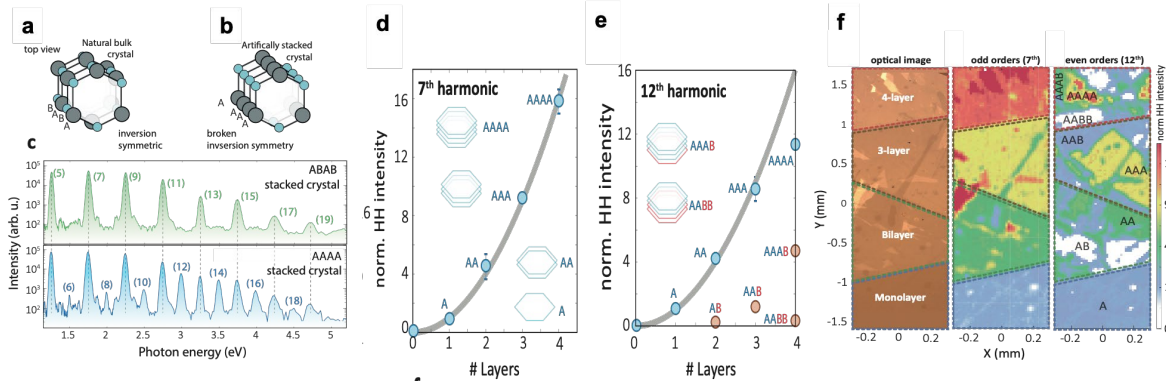 a
top view
Natural bulk
crystal
B
A
B
A
inversion
symmetric
b
Artifically stacked
crystal
A
A
A
A
broken
invsersion symmetry
c
Intensity (arb. u.)
10⁵
10⁴
10³
10²
(5)
(7)
(9)
(11)
(13)
(15)
(17)
(19)
ABAB
stacked crystal
10⁵
10⁴
10³
10²
(6)
(8)
(10)
(12)
(14)
(16)
(18)
AAAA
stacked crystal
1.5 2 2.5 3 3.5 4 4.5 5
Photon energy (eV)
d
7th harmonic
norm. HH intensity
16
12
8
4
0
AAAA
AAAA
AAA
AAA
AA
AA
A
A
0 1 2 3 4
# Layers
6
e
12th harmonic
norm. HH intensity
16
12
8
4
0
AAAB
AABB
AAAA
AAA
AA
A
AAAB
AAB
AB
AABB
0 1 2 3 4
# Layers
f
optical image
odd orders (7th)
even orders (12th)
Y (mm)
1.5
1
0.5
0
-0.5
-1
-1.5
4-layer
3-layer
Bilayer
Monolayer
AAAB
AAAA
AABB
AAB
AAA
AA
AB
A
-0.2 0 0.2
-0.2 0 0.2
-0.2 0 0.2
X (mm)
norm HH intensity